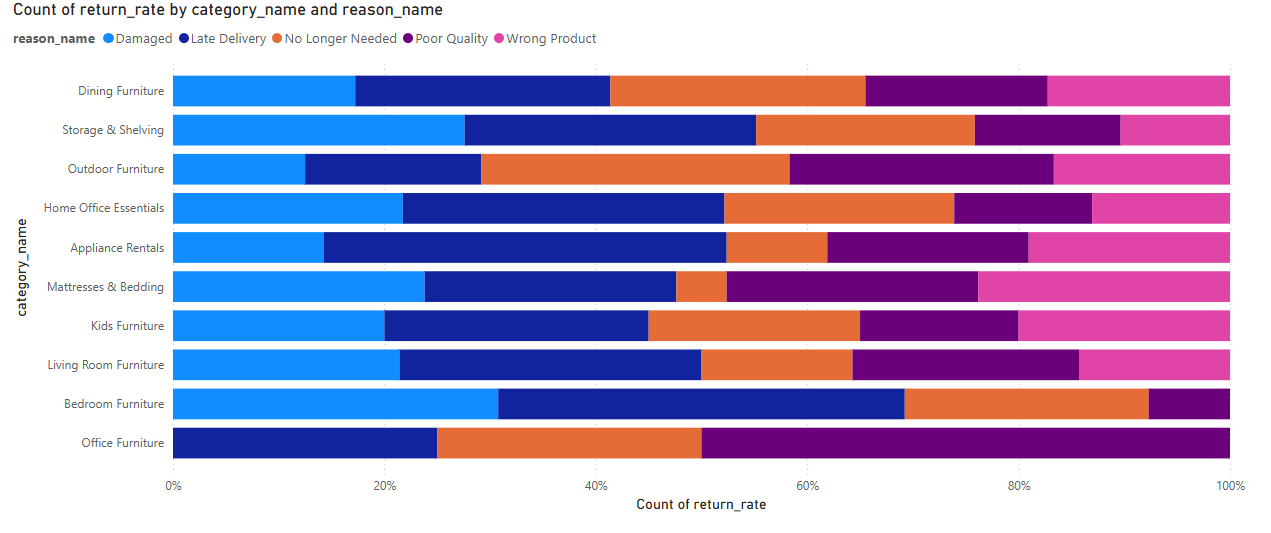 Count of return_rate by category_name and reason_name
reason_name Damaged Late Delivery No Longer Needed Poor Quality Wrong Product
category_name
Dining Furniture
Storage & Shelving
Outdoor Furniture
Home Office Essentials
Appliance Rentals
Mattresses & Bedding
Kids Furniture
Living Room Furniture
Bedroom Furniture
Office Furniture
0% 20% 40% 60% 80% 100%
Count of return_rate